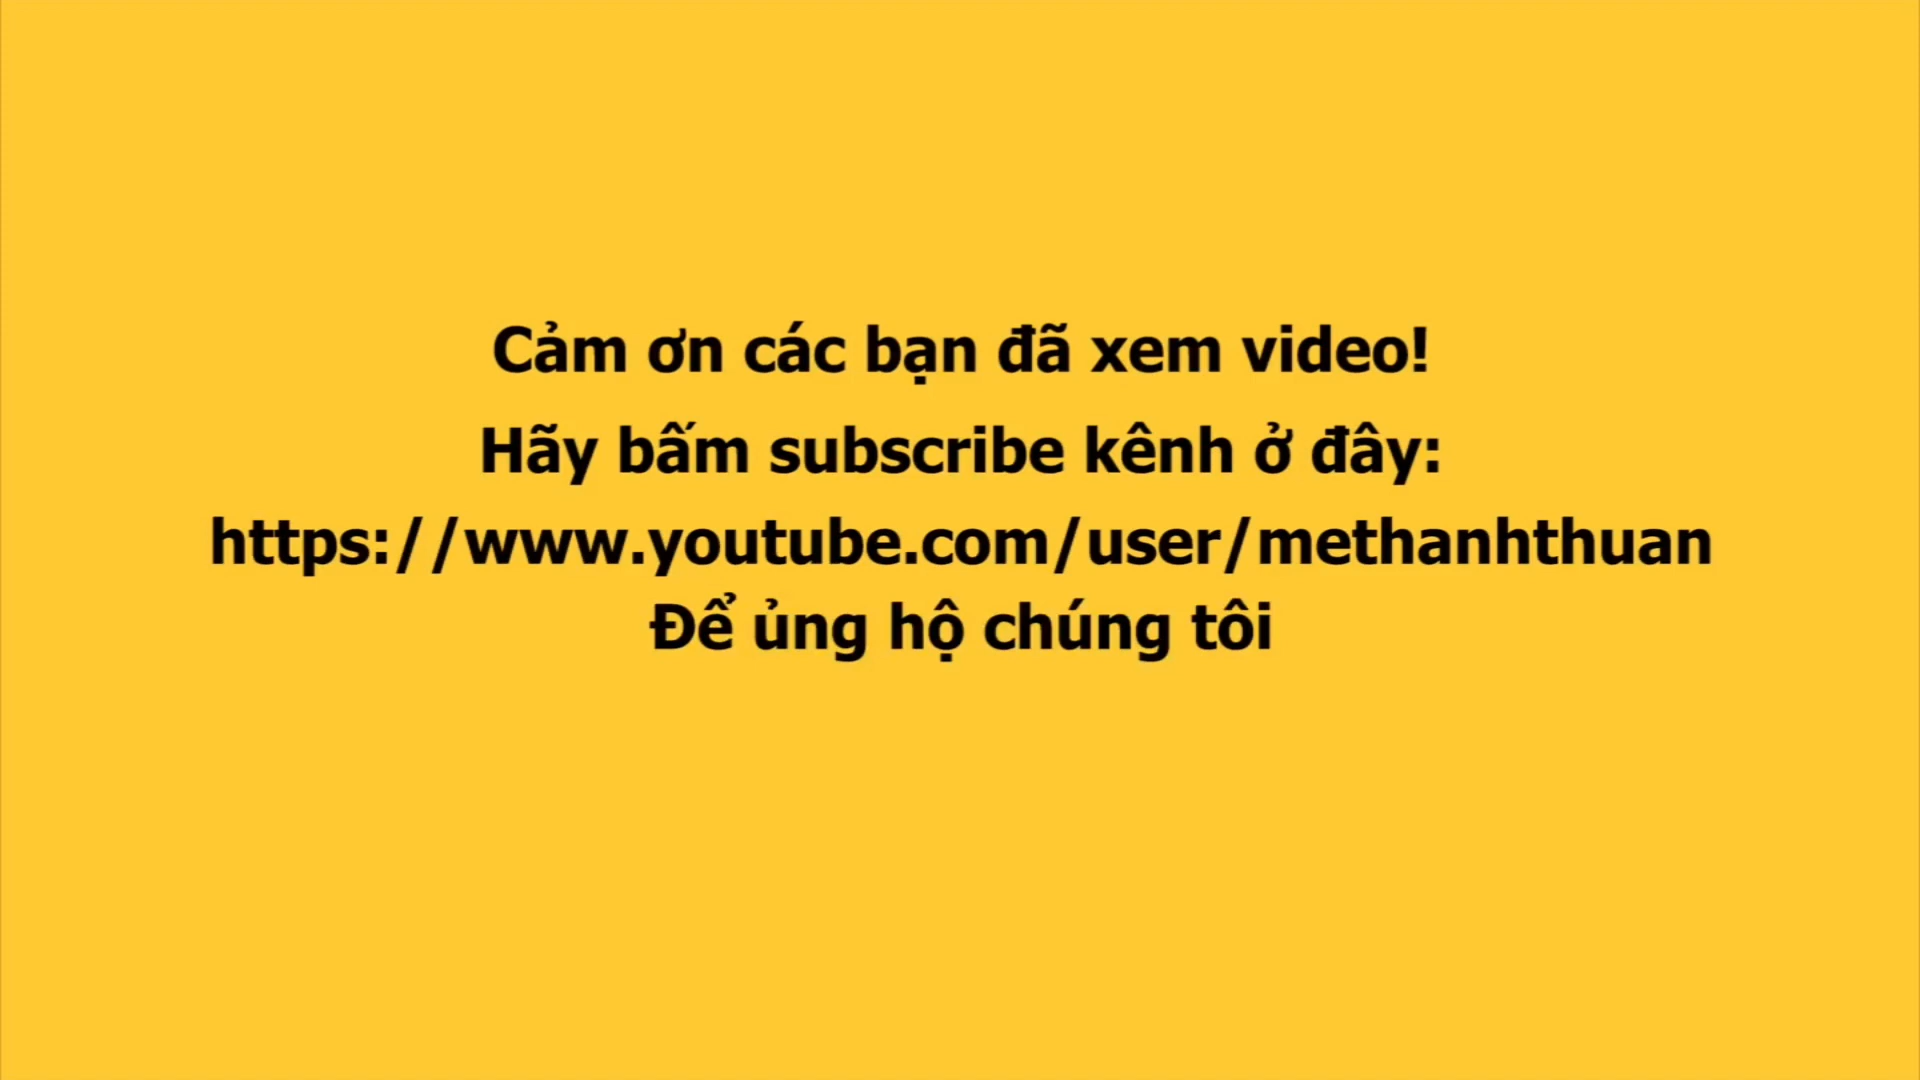 Cảm ơn các bạn đã xem video!
Hãy bấm subscribe kênh ở đây:
https://www.youtube.com/user/methanhthuan
Để ủng hộ chúng tôi